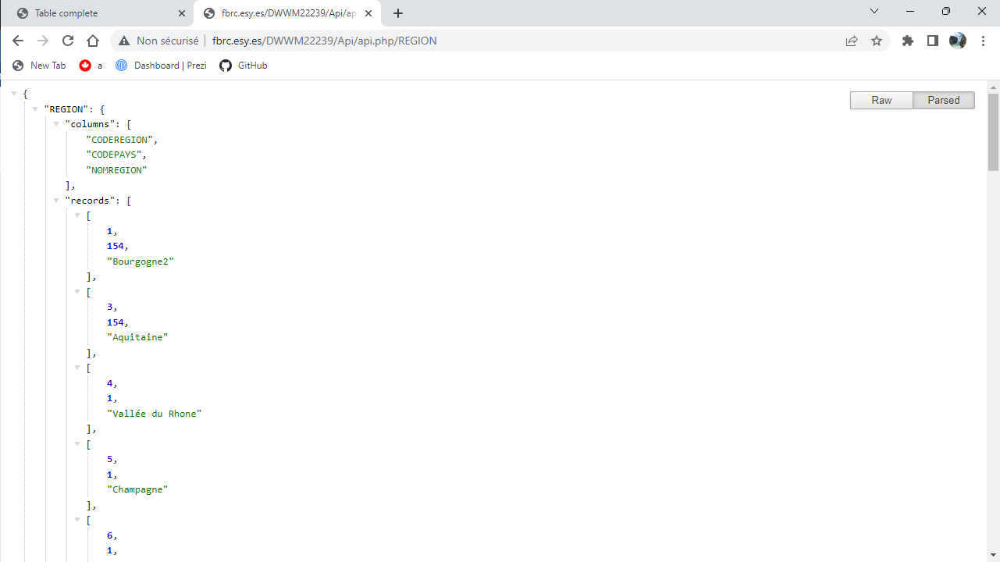 Table complete
fbrc.esy.es/DWWM22239/Api/ap
Non sécurisé
fbrc.esy.es/DWWM22239/Api/api.php/REGION
New Tab
a
Dashboard | Prezi
GitHub
Raw
Parsed
{
"REGION": {
"columns": [
"CODEREGION",
"CODEPAYS",
"NOMREGION"
],
"records": [
[
1,
154,
"Bourgogne2"
],
[
3,
154,
"Aquitaine"
],
[
4,
1,
"Vallée du Rhone"
],
[
5,
1,
"Champagne"
],
[
6,
1,